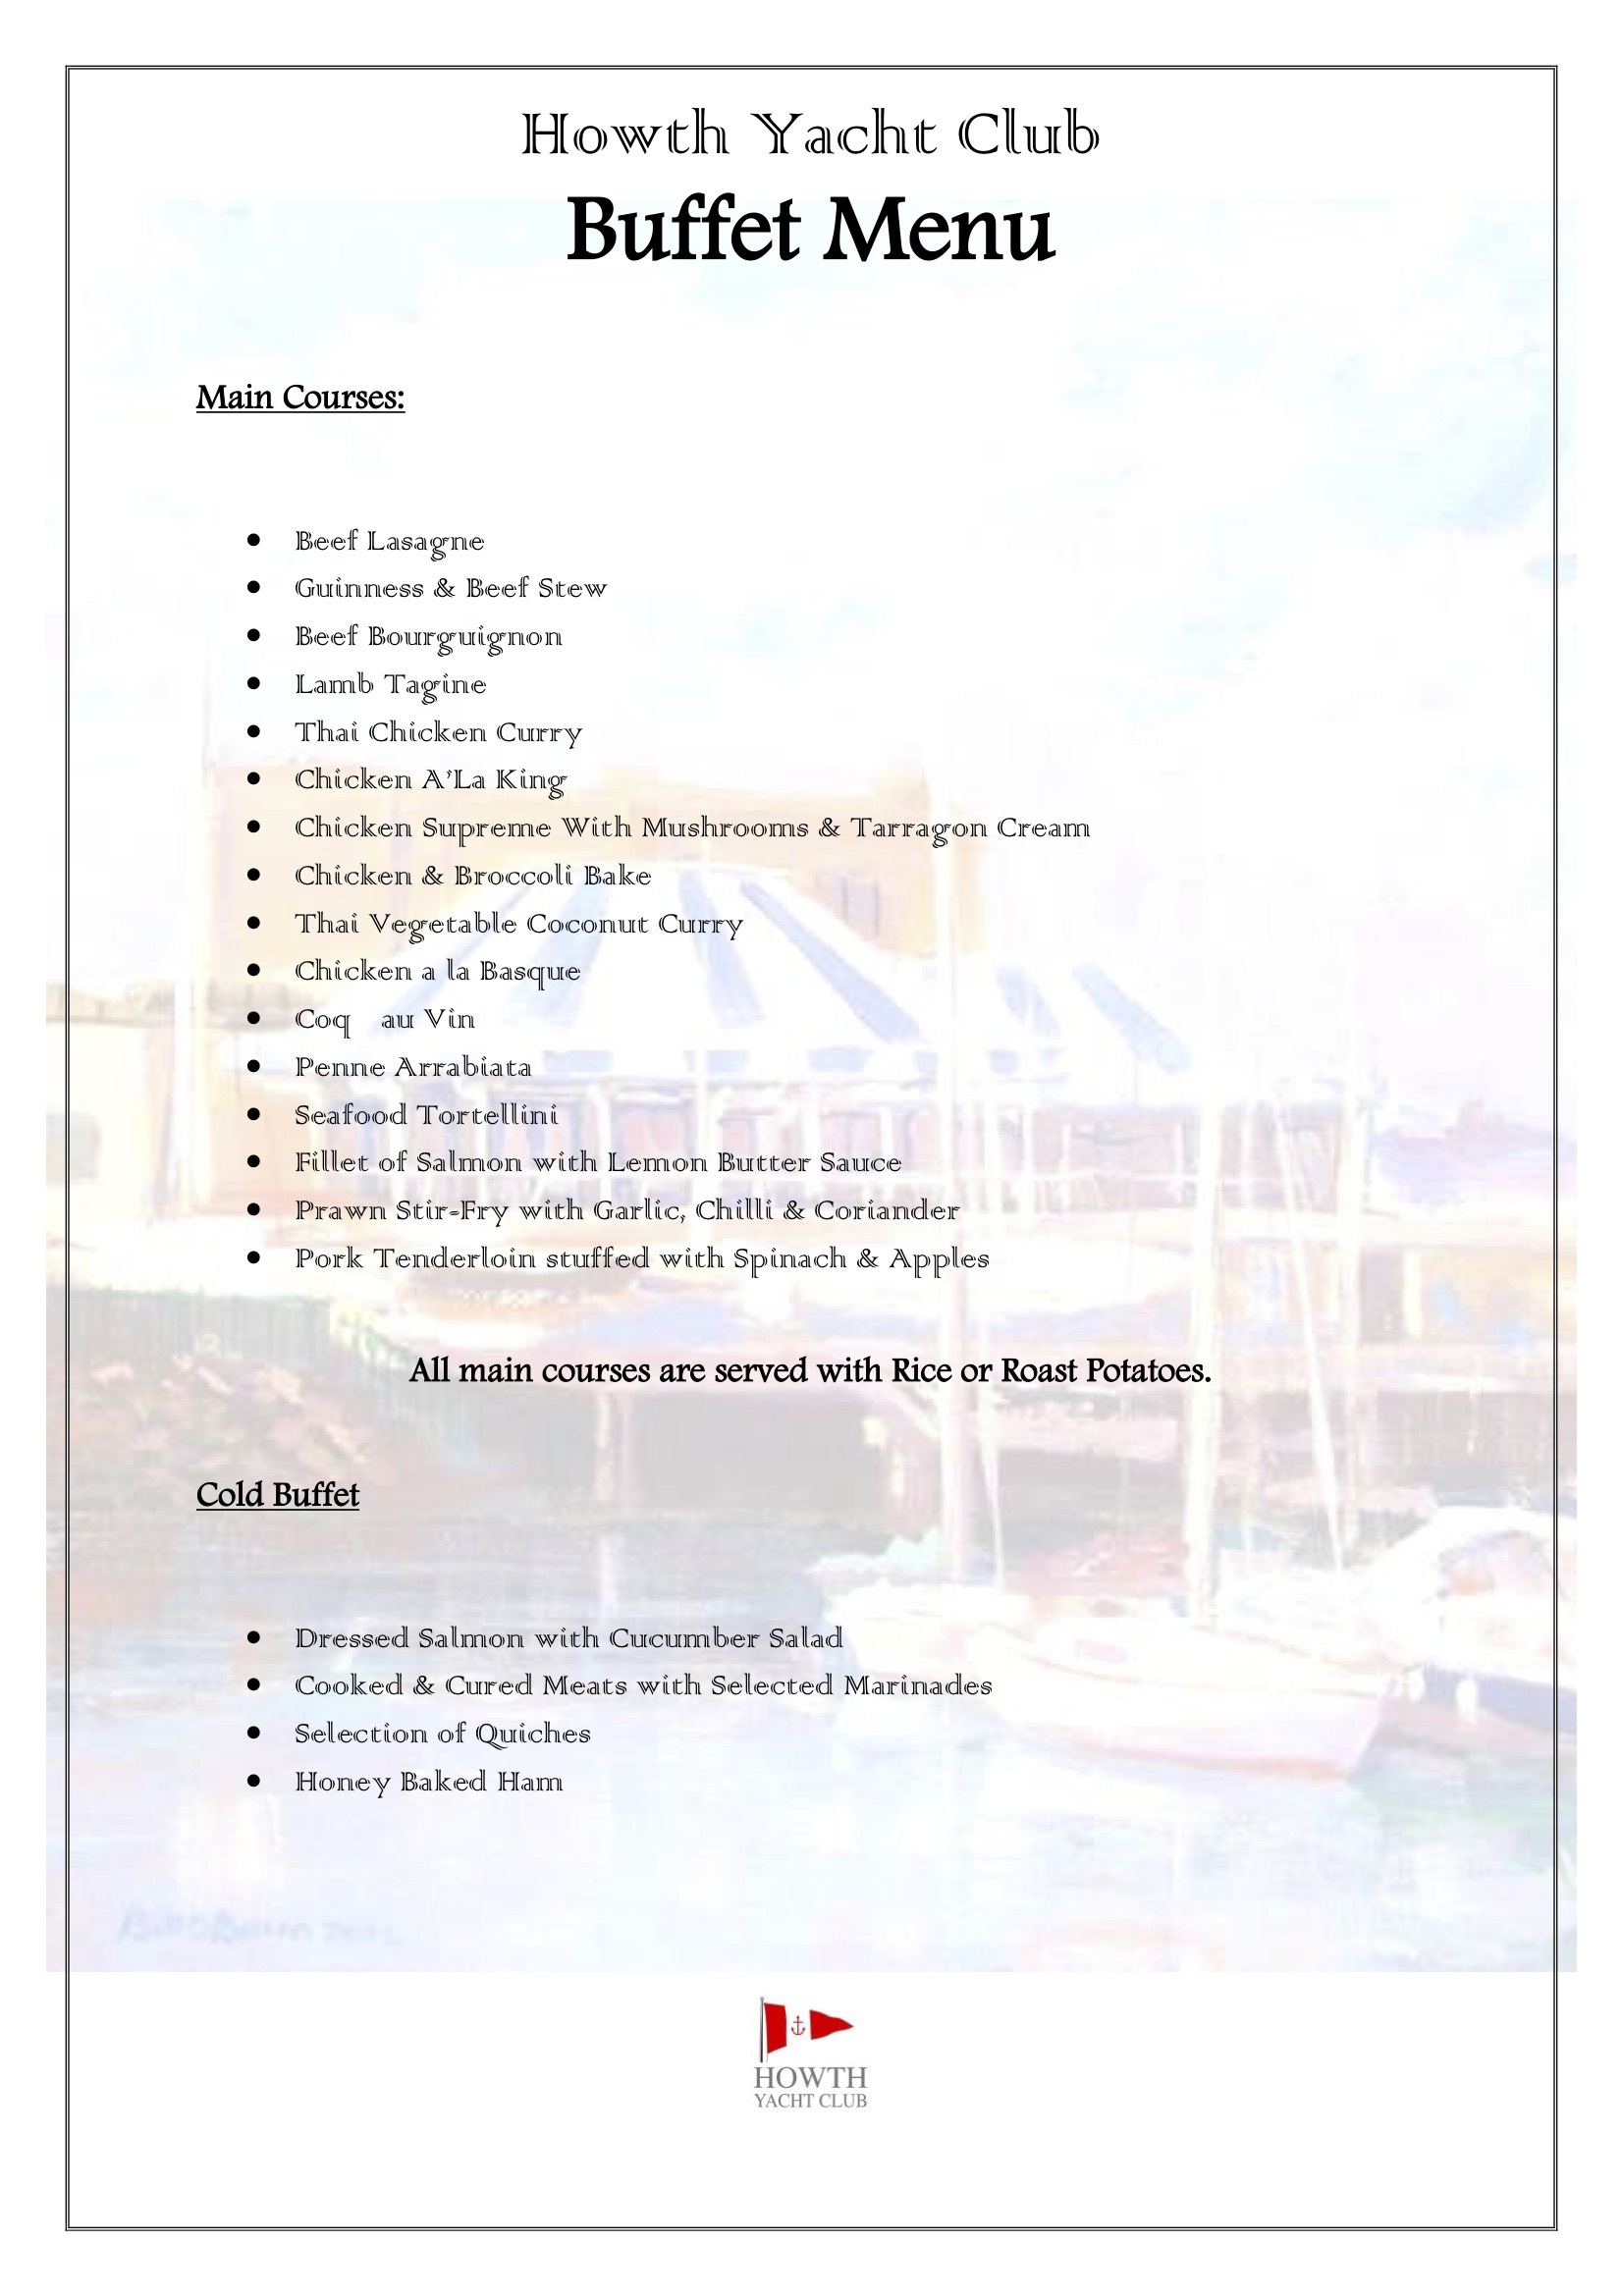 Howth Yacht Club
Buffet Menu
Main Courses:
• Beef Lasagne
• Guinness & Beef Stew
• Beef Bourguignon
• Lamb Tagine
• Thai Chicken Curry
• Chicken A'La King
• Chicken Supreme With Mushrooms & Tarragon Cream
• Chicken & Broccoli Bake
• Thai Vegetable Coconut Curry
• Chicken a la Basque
• Coq au Vin
• Penne Arrabiata
• Seafood Tortellini
• Fillet of Salmon with Lemon Butter Sauce
• Prawn Stir-Fry with Garlic, Chilli & Coriander
• Pork Tenderloin stuffed with Spinach & Apples
All main courses are served with Rice or Roast Potatoes.
Cold Buffet
• Dressed Salmon with Cucumber Salad
• Cooked & Cured Meats with Selected Marinades
• Selection of Quiches
• Honey Baked Ham
HOWTH
YACHT CLUB